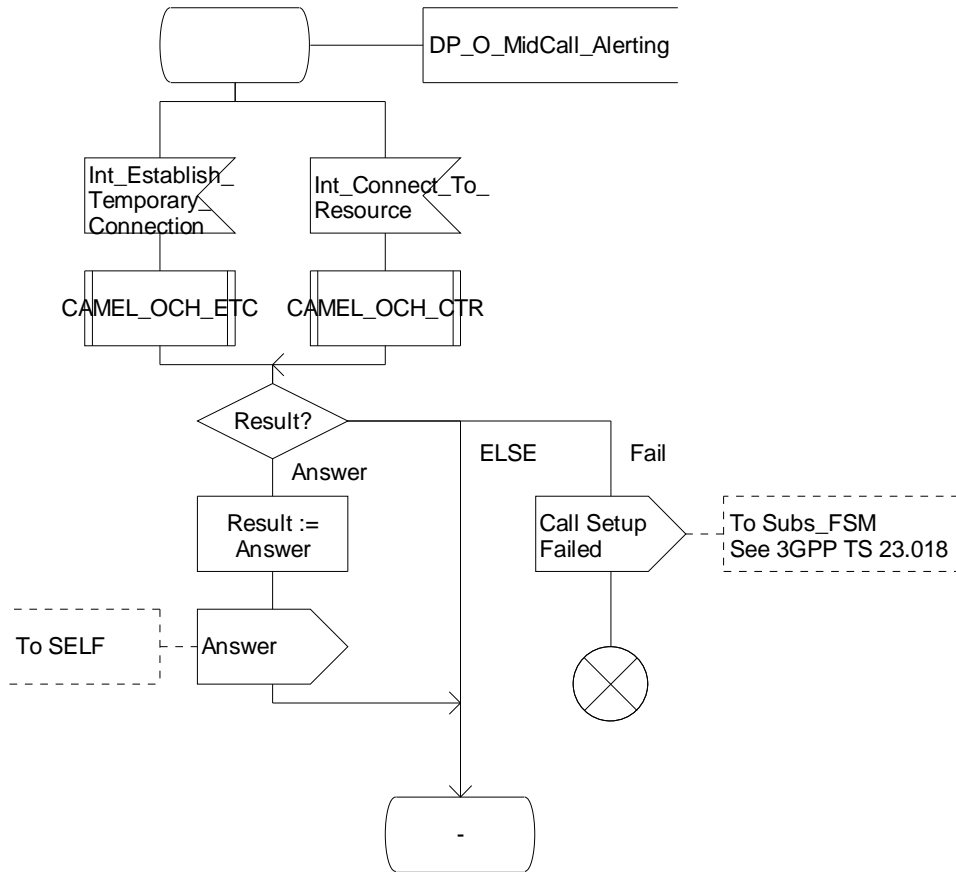 DP_O_MidCall_Alerting
Int_Establish_
Temporary_
Connection
Int_Connect_To_
Resource
CAMEL_OCH_ETC
CAMEL_OCH_CTR
Result?
ELSE
Fail
Answer
Result :=
Answer
Call Setup
Failed
To Subs_FSM
See 3GPP TS 23.018
To SELF
Answer
-